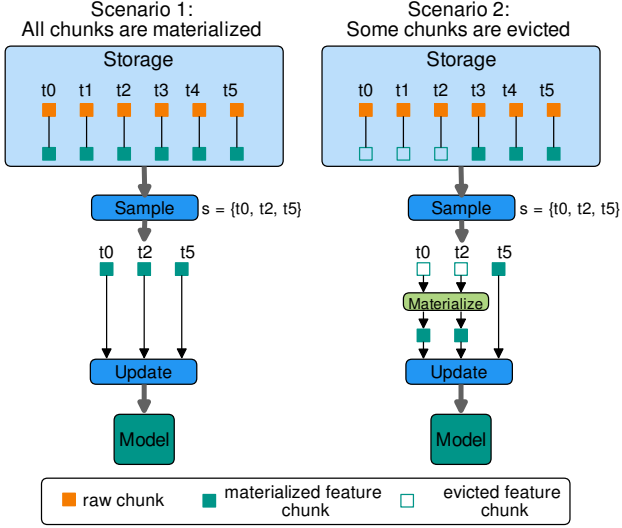 Scenario 1:
All chunks are materialized
Storage
t0 t1 t2 t3 t4 t5
Sample s = {t0, t2, t5}
t0 t2 t5
Update
Model
Scenario 2:
Some chunks are evicted
Storage
t0 t1 t2 t3 t4 t5
Sample s = {t0, t2, t5}
t0 t2 t5
Materialize
Update
Model
raw chunk
materialized feature
chunk
evicted feature
chunk